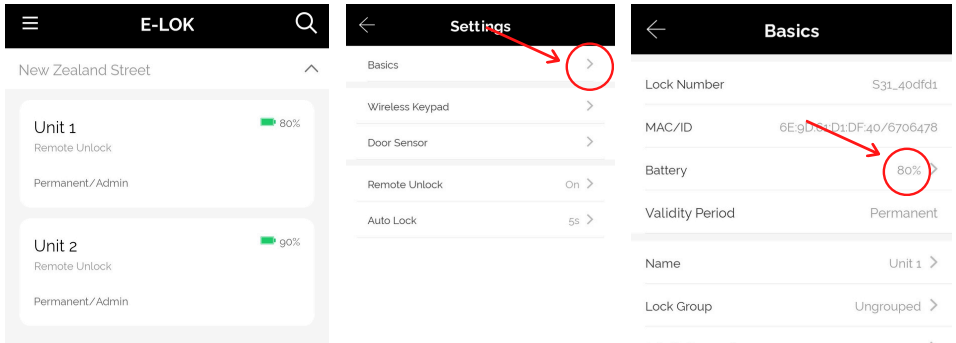 E-LOK
New Zealand Street
Unit 1
80%
Remote Unlock
Permanent/Admin
Unit 2
90%
Remote Unlock
Permanent/Admin
Settings
Basics
Wireless Keypad
Door Sensor
Remote Unlock On
Auto Lock 5s
Basics
Lock Number S31_40dfd1
MAC/ID 6E:9D:61:D1:DF:40/6706478
Battery 80%
Validity Period Permanent
Name Unit 1
Lock Group Ungrouped